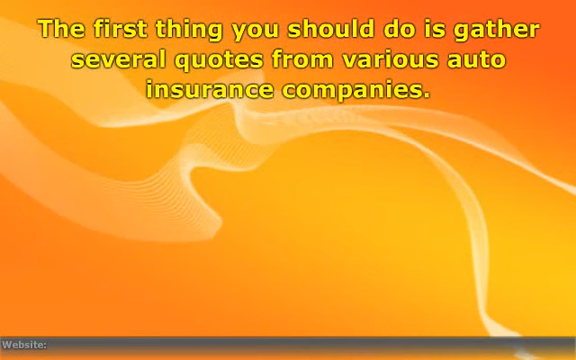 The first thing you should do is gather
several quotes from various auto
insurance companies.
Website: